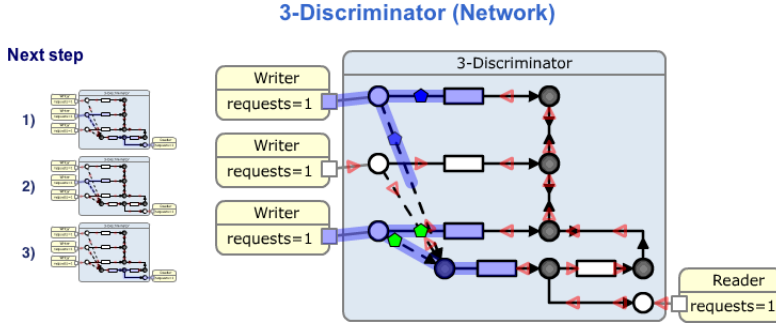 3-Discriminator (Network)
Next step
1)
2)
3)
3-Discriminator
Writer
requests=1
Writer
requests=1
Writer
requests=1
Reader
requests=1